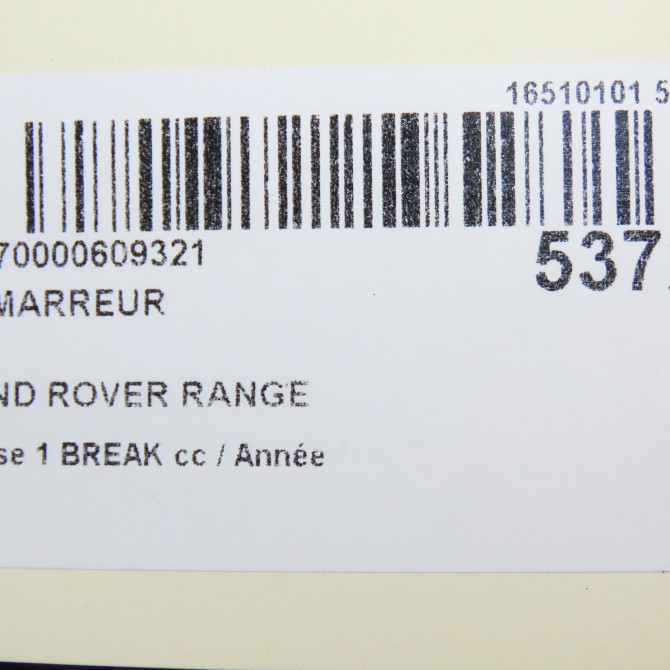 16510101 5
70000609321
537
MARREUR
ND ROVER RANGE
se 1 BREAK cc / Année